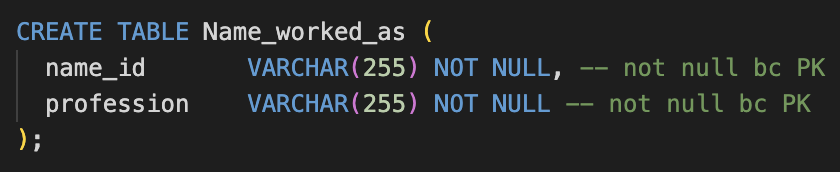 CREATE TABLE Name_worked_as (
name_id VARCHAR(255) NOT NULL, -- not null bc PK
profession VARCHAR(255) NOT NULL -- not null bc PK
);